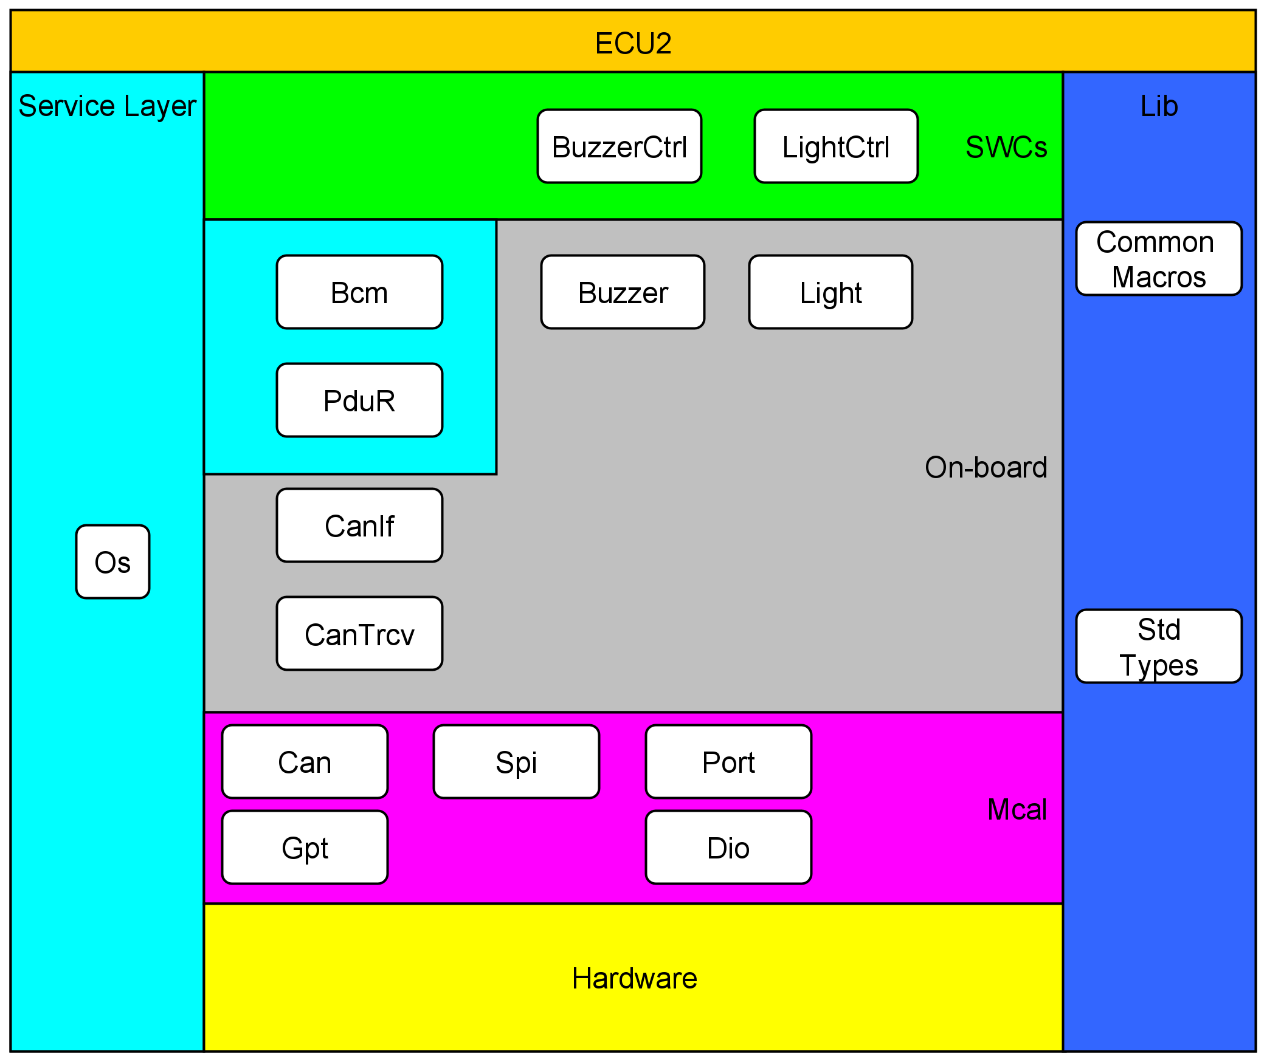 ECU2
Service Layer
BuzzerCtrl
LightCtrl
SWCs
Lib
Common
Macros
Bcm
Buzzer
Light
PduR
On-board
CanIf
Os
CanTrcv
Std
Types
Can
Spi
Port
Mcal
Gpt
Dio
Hardware